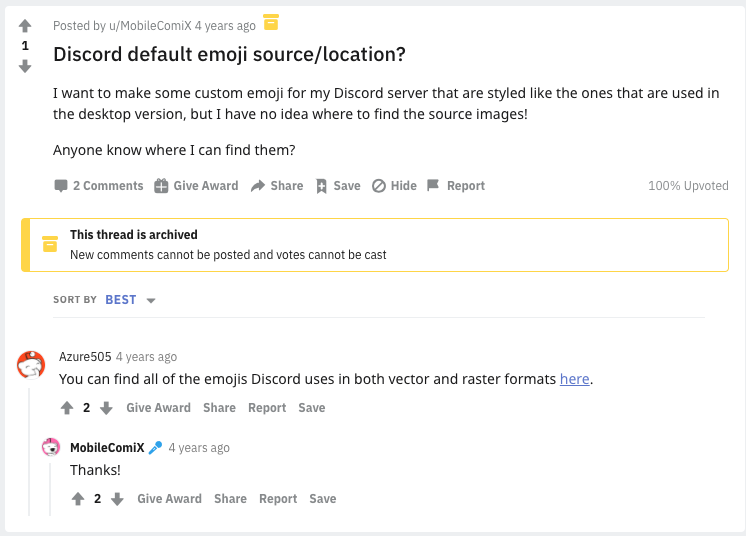 Posted by u/MobileComiX 4 years ago
1
Discord default emoji source/location?
I want to make some custom emoji for my Discord server that are styled like the ones that are used in
the desktop version, but I have no idea where to find the source images!
Anyone know where I can find them?
2 Comments Give Award Share Save Hide Report 100% Upvoted
This thread is archived
New comments cannot be posted and votes cannot be cast
SORT BY BEST
Azure505 4 years ago
You can find all of the emojis Discord uses in both vector and raster formats here.
2 Give Award Share Report Save
MobileComiX 4 years ago
Thanks!
2 Give Award Share Report Save